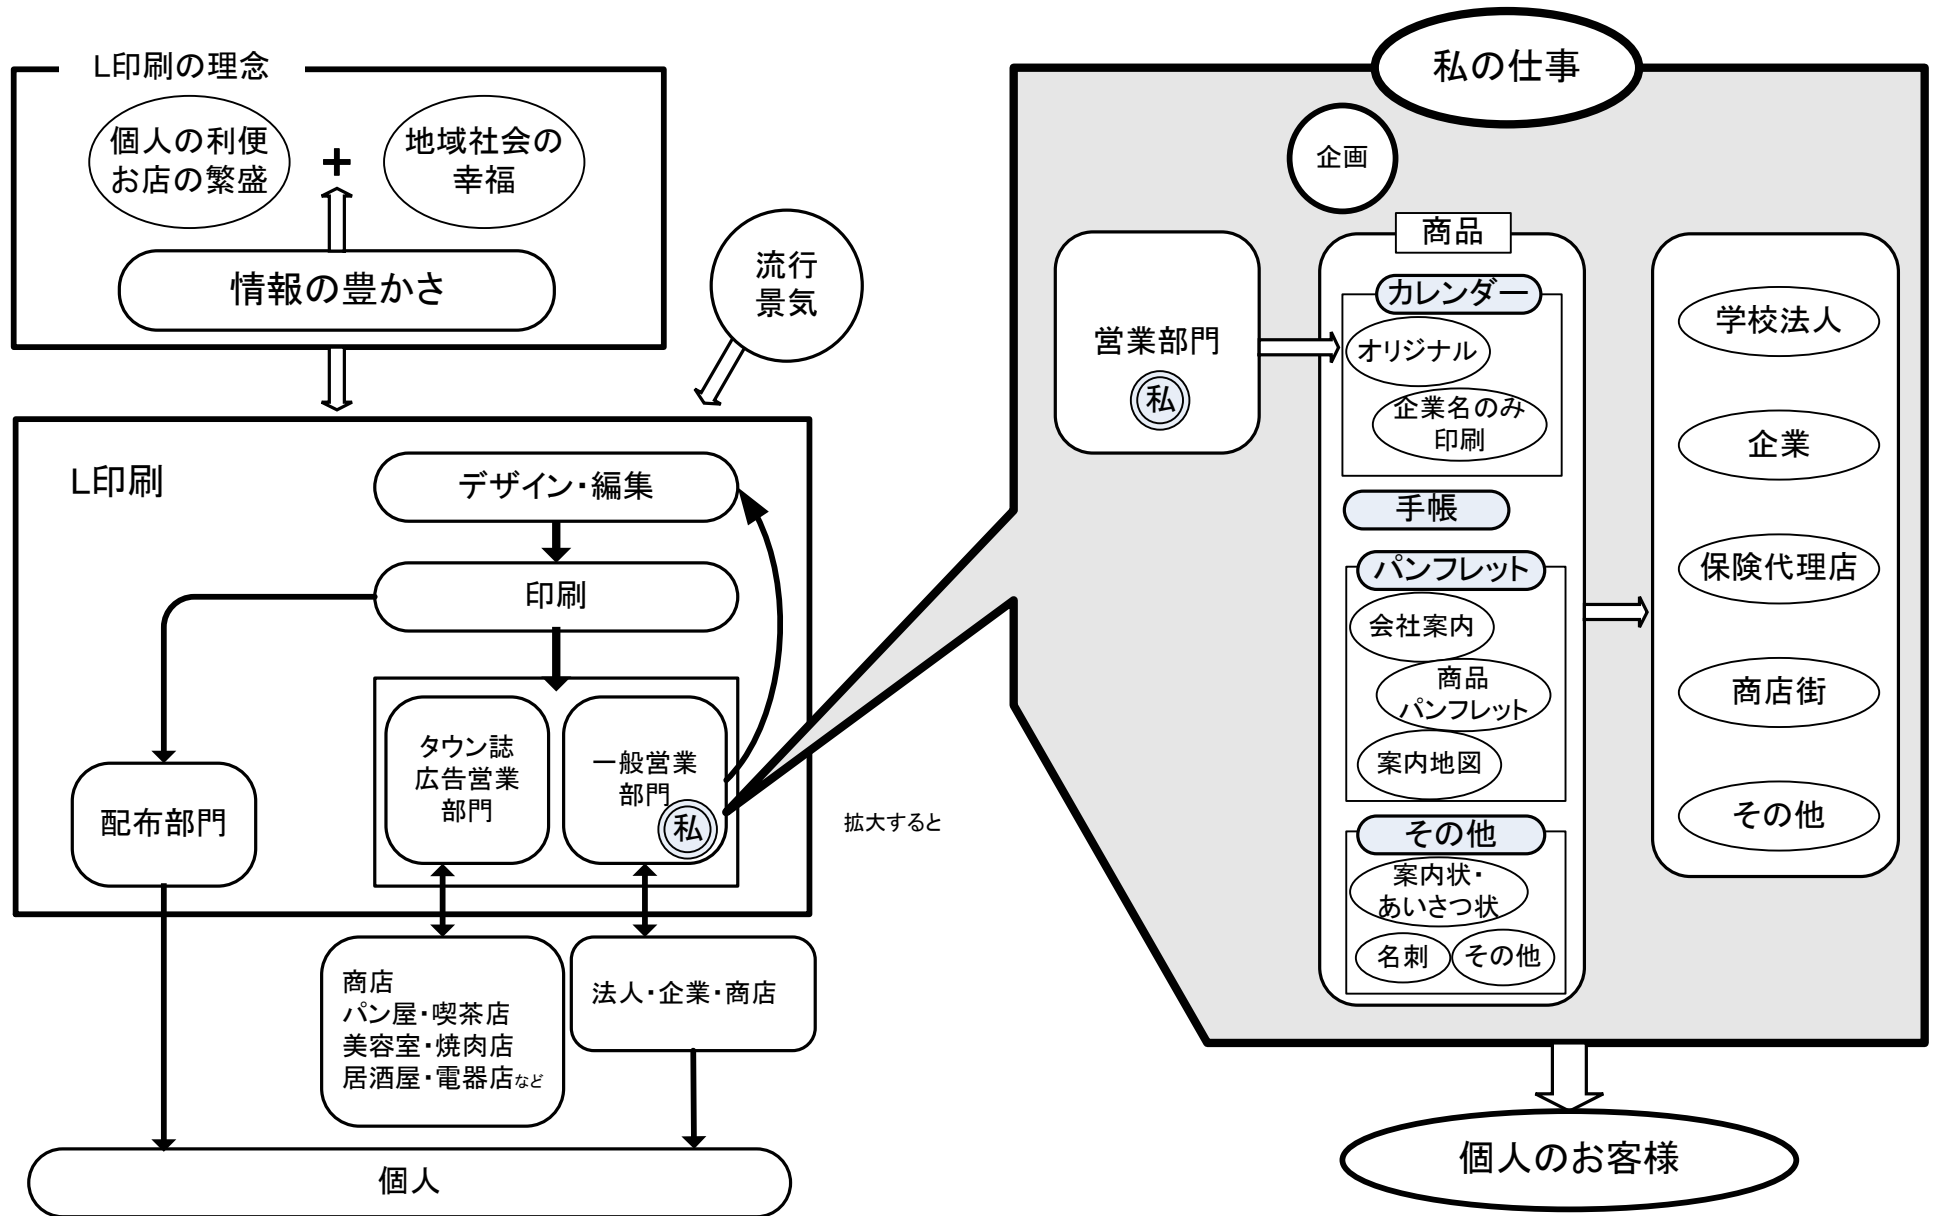 L印刷の理念
個人の利便
お店の繁盛
+
地域社会の
幸福
情報の豊かさ
流行
景気
L印刷
デザイン・編集
印刷
タウン誌
広告営業
部門
一般営業
部門
私
配布部門
商店
パン屋・喫茶店
美容室・焼肉店
居酒屋・電器店など
法人・企業・商店
個人
拡大すると
私の仕事
企画
営業部門
私
商品
カレンダー
オリジナル
企業名のみ
印刷
手帳
パンフレット
会社案内
商品
パンフレット
案内地図
その他
案内状・
あいさつ状
名刺
その他
学校法人
企業
保険代理店
商店街
その他
個人のお客様